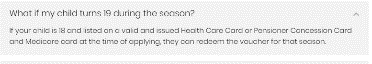 What if my child turns 19 during the season?
If your child is 18 and listed on a valid and issued Health Care Card or Pensioner Concession Card
and Medicare card at the time of applying, they can redeem the voucher for that season.